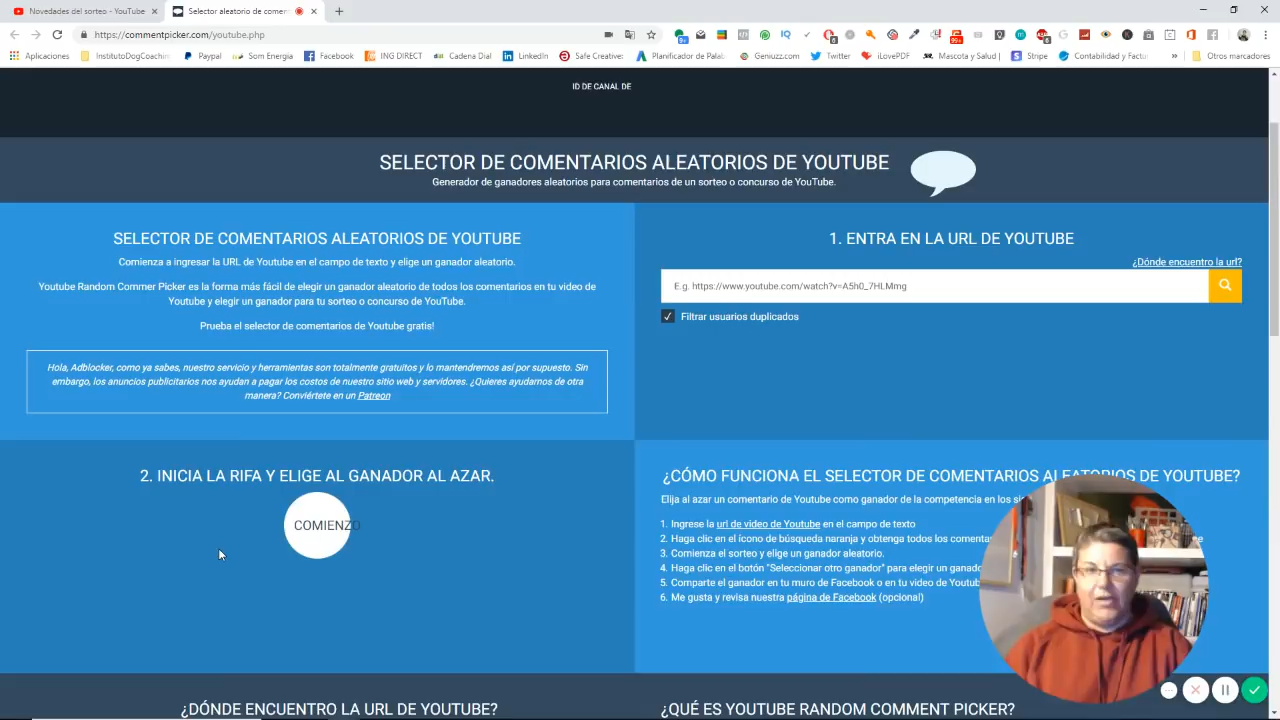 Novedades del sorteo - YouTube
Selector aleatorio de comen
https://commentpicker.com/youtube.php
Aplicaciones
InstitutoDogCoachin
Paypal
Som Energia
Facebook
ING DIRECT
Cadena Dial
LinkedIn
Safe Creative
Planificador de Palab
Geniuzz.com
Twitter
iLovePDF
Mascota y Salud |
Stripe
Contabilidad y Factu
»
Otros marcadores
ID DE CANAL DE
SELECTOR DE COMENTARIOS ALEATORIOS DE YOUTUBE
Generador de ganadores aleatorios para comentarios de un sorteo o concurso de YouTube.
SELECTOR DE COMENTARIOS ALEATORIOS DE YOUTUBE
Comienza a ingresar la URL de Youtube en el campo de texto y elige un ganador aleatorio.
Youtube Random Commer Picker es la forma más fácil de elegir un ganador aleatorio de todos los comentarios en tu video de
Youtube y elegir un ganador para tu sorteo o concurso de YouTube.
Prueba el selector de comentarios de Youtube gratis!
Hola, Adblocker, como ya sabes, nuestro servicio y herramientas son totalmente gratuitos y lo mantendremos así por supuesto. Sin
embargo, los anuncios publicitarios nos ayudan a pagar los costos de nuestro sitio web y servidores. ¿Quieres ayudarnos de otra
manera? Conviértete en un Patreon
1. ENTRA EN LA URL DE YOUTUBE
¿Dónde encuentro la url?
E.g. https://www.youtube.com/watch?v=A5h0_7HLMmg
Filtrar usuarios duplicados
2. INICIA LA RIFA Y ELIGE AL GANADOR AL AZAR.
COMIENZO
¿CÓMO FUNCIONA EL SELECTOR DE COMENTARIOS ALEATORIOS DE YOUTUBE?
Elija al azar un comentario de Youtube como ganador de la competencia en los
1. Ingrese la url de video de Youtube en el campo de texto
2. Haga clic en el ícono de búsqueda naranja y obtenga todos los comenta
3. Comienza el sorteo y elige un ganador aleatorio.
4. Haga clic en el botón "Seleccionar otro ganador" para elegir un ganado
5. Comparte el ganador en tu muro de Facebook o en tu video de Youtub
6. Me gusta y revisa nuestra página de Facebook (opcional)
¿DÓNDE ENCUENTRO LA URL DE YOUTUBE?
¿QUÉ ES YOUTUBE RANDOM COMMENT PICKER?